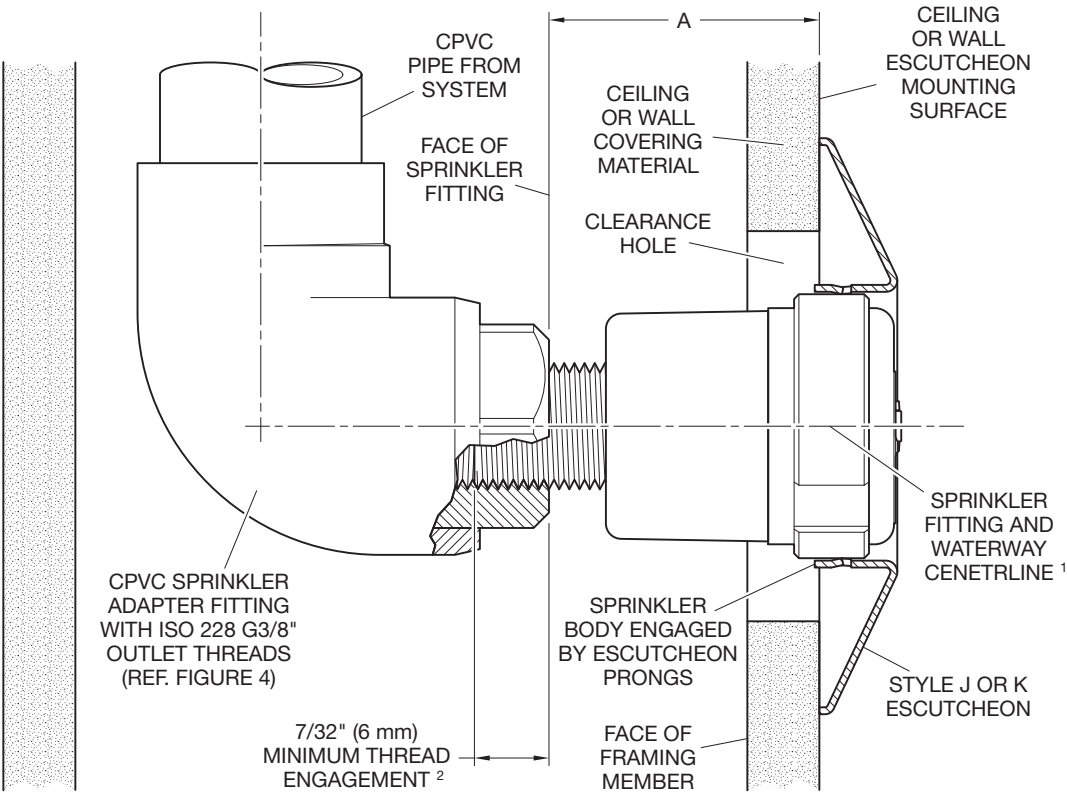 A
CEILING
OR WALL
ESCUTCHEON
MOUNTING
SURFACE
CPVC
PIPE FROM
SYSTEM
CEILING
OR WALL
COVERING
MATERIAL
FACE OF
SPRINKLER
FITTING
CLEARANCE
HOLE
SPRINKLER
FITTING AND
WATERWAY
CENETRLINE 1
CPVC SPRINKLER
ADAPTER FITTING
WITH ISO 228 G3/8"
OUTLET THREADS
(REF. FIGURE 4)
SPRINKLER
BODY ENGAGED
BY ESCUTCHEON
PRONGS
STYLE J OR K
ESCUTCHEON
7/32" (6 mm)
MINIMUM THREAD
ENGAGEMENT 2
FACE OF
FRAMING
MEMBER